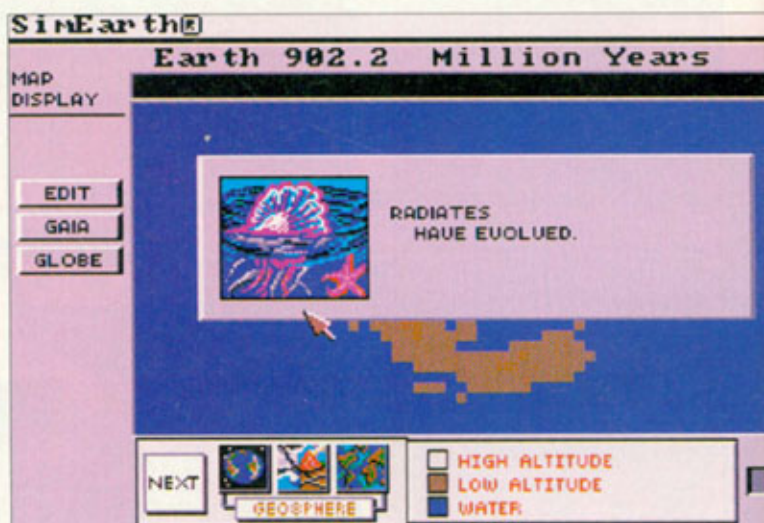 SimEarth®
Earth 902.2 Million Years
MAP
DISPLAY
EDIT
GAIA
GLOBE
RADIATES
HAVE EVOLVED.
NEXT
GEOSPHERE
HIGH ALTITUDE
LOW ALTITUDE
WATER